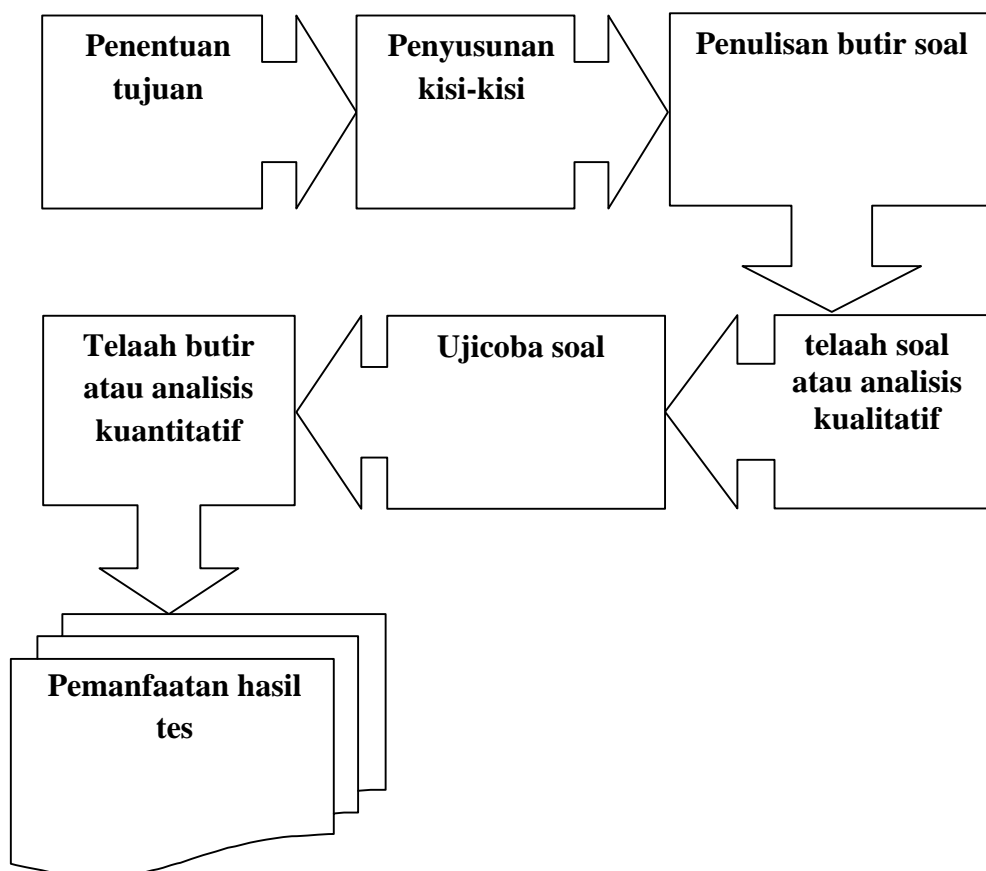 Penentuan
tujuan
Penyusunan
kisi-kisi
Penulisan butir soal
telaah soal
atau analisis
kualitatif
Ujicoba soal
Telaah butir
atau analisis
kuantitatif
Pemanfaatan hasil
tes